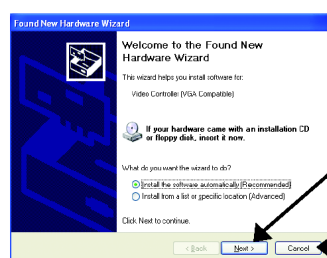 Found New Hardware Wizard
Welcome to the Found New
Hardware Wizard
This wizard helps you install software for:
Video Controller (VGA Compatible)
If your hardware came with an installation CD
or floppy disk, insert it now.
What do you want the wizard to do?
Install the software automatically (Recommended)
Install from a list or specific location (Advanced)
Click Next to continue.
< Back Next > Cancel